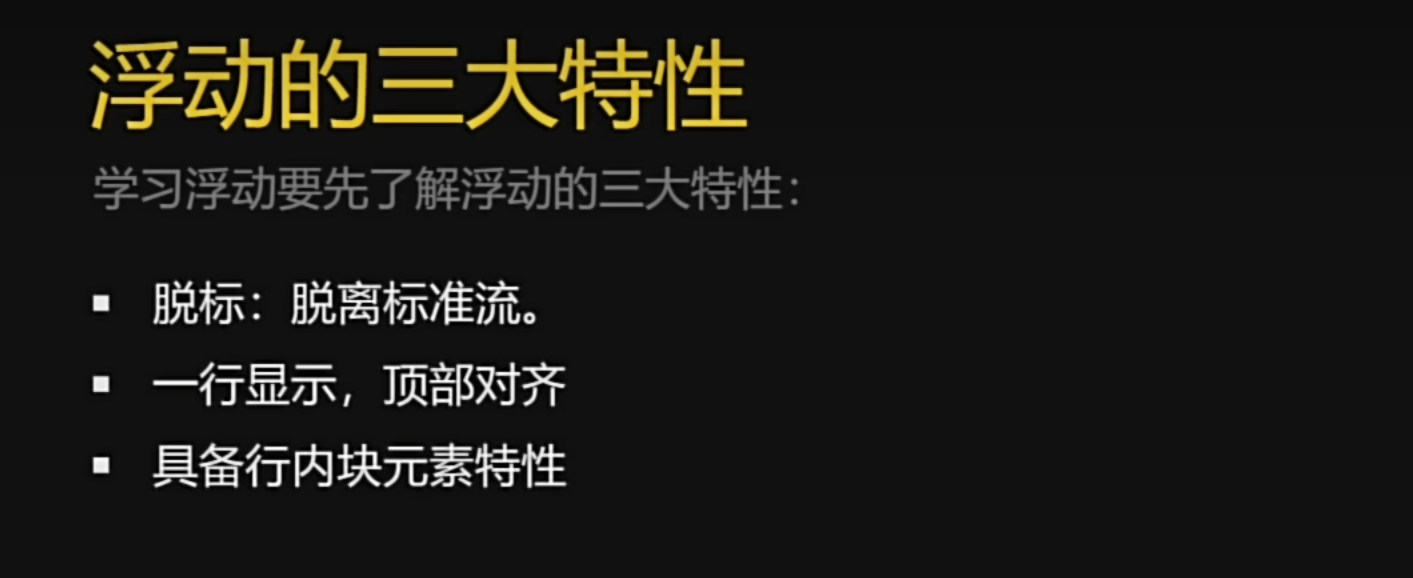 浮动的三大特性
学习浮动要先了解浮动的三大特性：
▪ 脱标：脱离标准流。
▪ 一行显示，顶部对齐
▪ 具备行内块元素特性